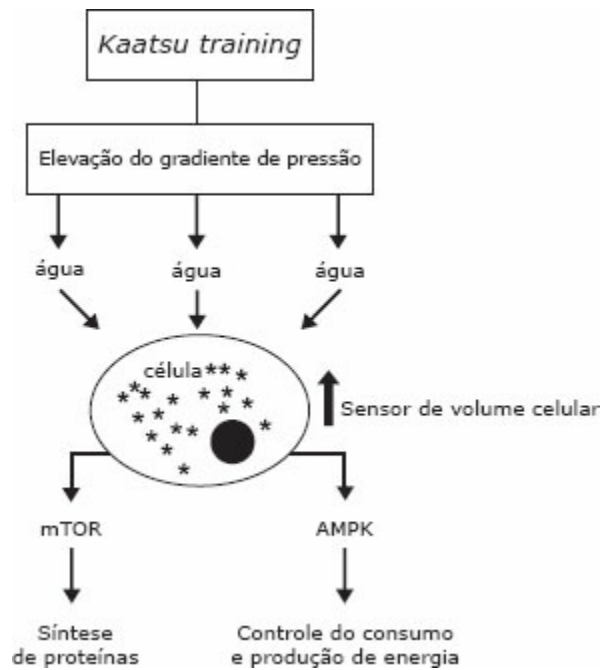 Kaatsu training
Elevação do gradiente de pressão
água água água
célula
Sensor de volume celular
mTOR AMPK
Síntese Controle do consumo
de proteínas e produção de energia